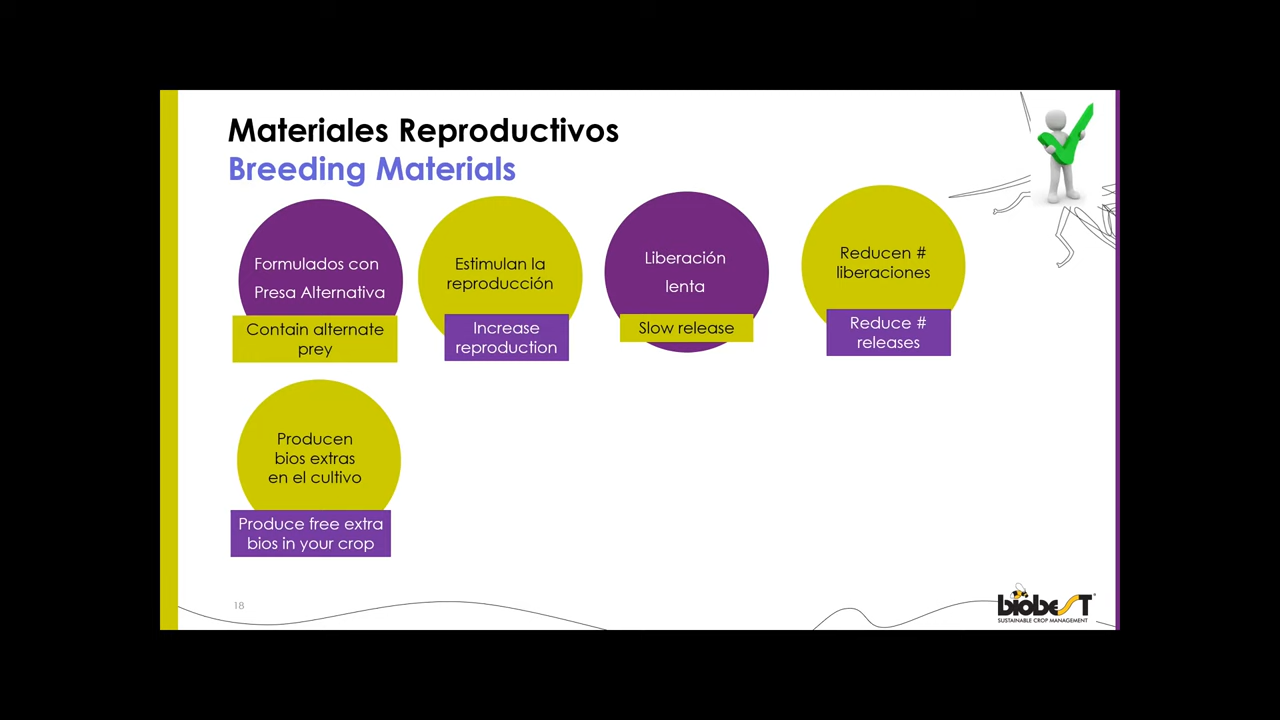 Materiales Reproductivos
Breeding Materials
Formulados con
Presa Alternativa
Contain alternate
prey
Estimulan la
reproducción
Increase
reproduction
Liberación
lenta
Slow release
Reducen #
liberaciones
Reduce #
releases
Producen
bios extras
en el cultivo
Produce free extra
bios in your crop
18
biobest
SUSTAINABLE CROP MANAGEMENT